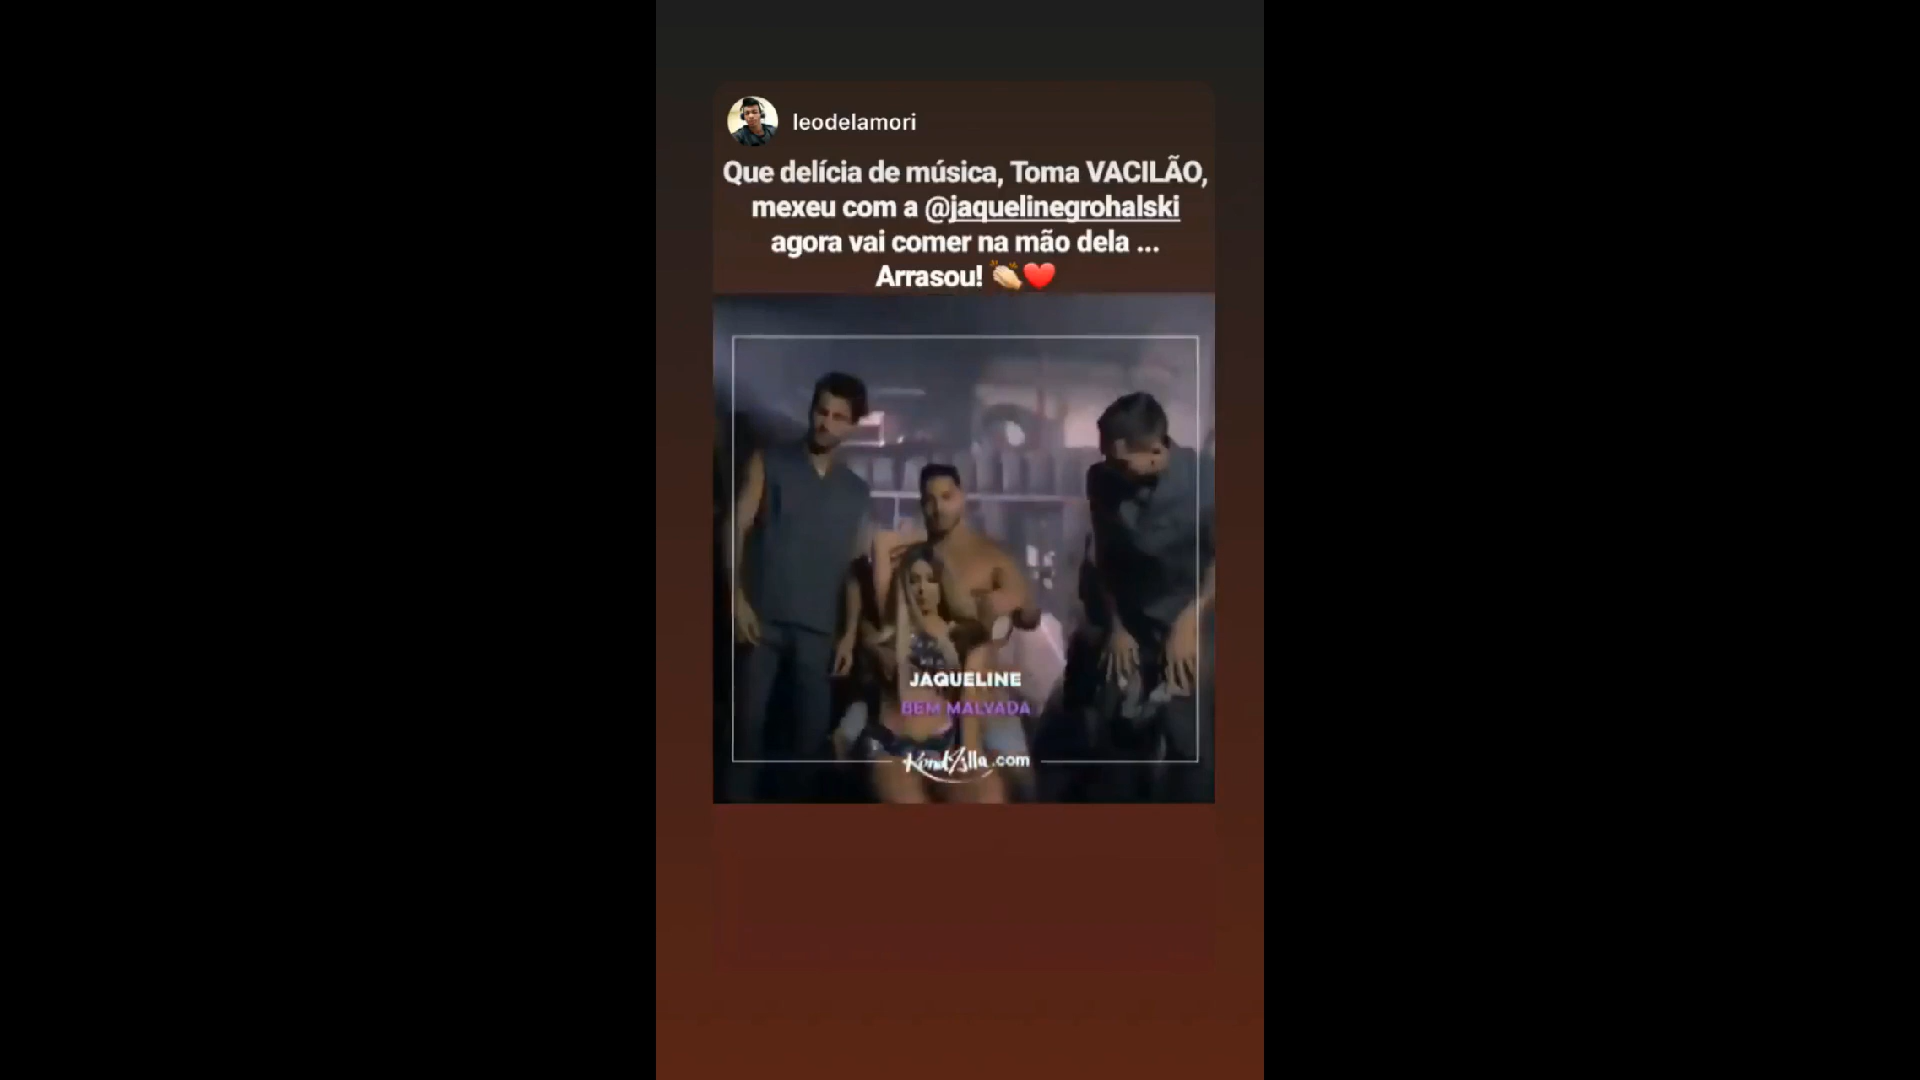 leodelamori
Que delícia de música, Toma VACILÃO,
mexeu com a @jaquelinegrohalski
agora vai comer na mão dela ...
Arrasou! 👏🏻❤️
JAQUELINE
BEM MALVADA
KondZilla.com